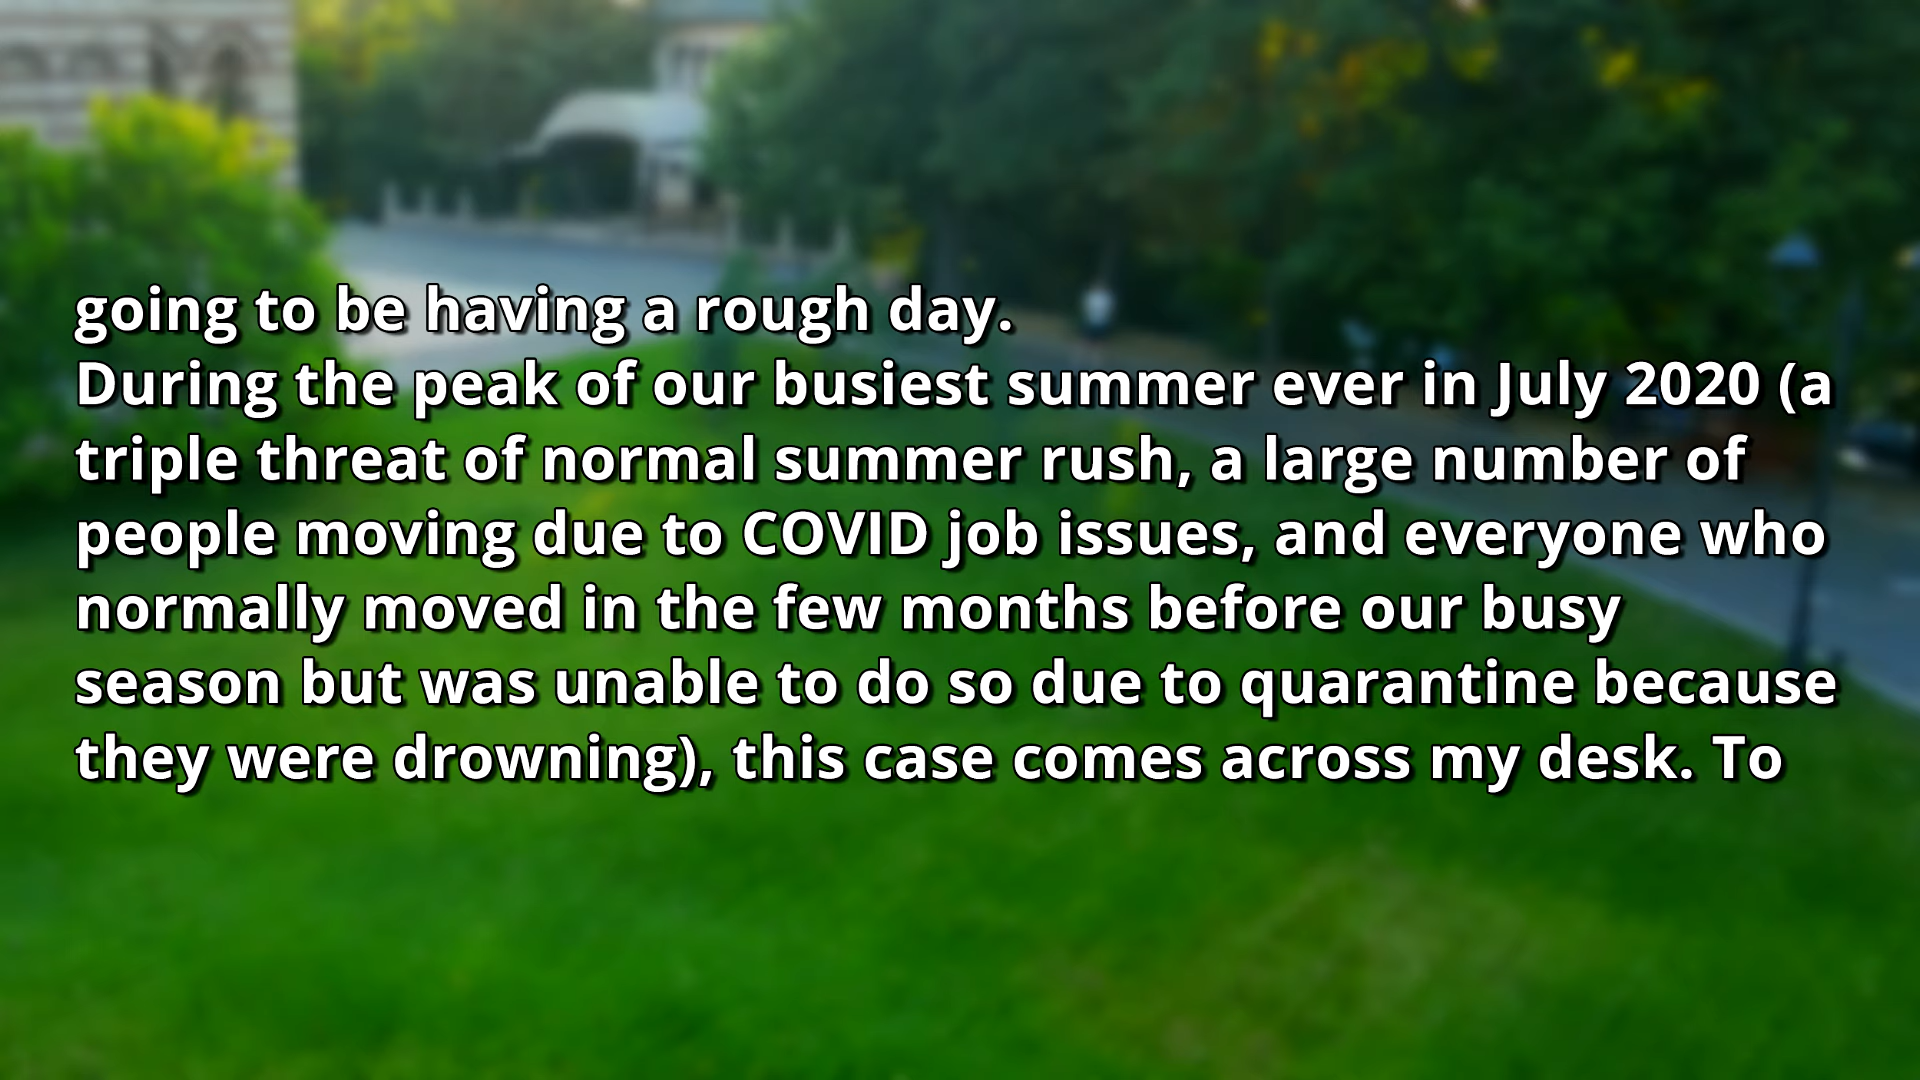 going to be having a rough day.
During the peak of our busiest summer ever in July 2020 (a
triple threat of normal summer rush, a large number of
people moving due to COVID job issues, and everyone who
normally moved in the few months before our busy
season but was unable to do so due to quarantine because
they were drowning), this case comes across my desk. To